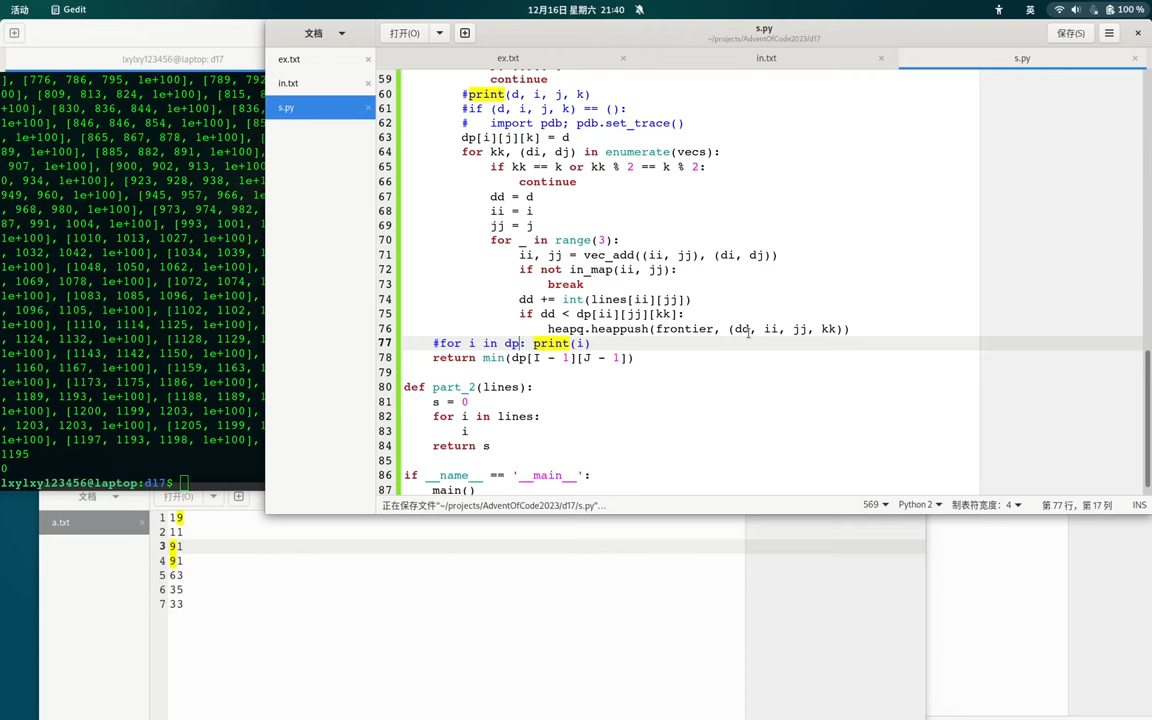 活动 Gedit 12月16日 星期六 21:40 英 100 %
文档 打开(O) s.py 保存(S)
~/projects/AdventOfCode2023/d17
lxylxy123456@laptop: d17 ex.txt ex.txt in.txt s.py
in.txt
s.py
], [776, 786, 795, 1e+100], [789, 792
00], [809, 813, 824, 1e+100], [815, 8
+100], [830, 836, 844, 1e+100], [836,
1e+100], [846, 846, 854, 1e+100], [85
, 1e+100], [865, 867, 878, 1e+100], [
89, 1e+100], [885, 882, 891, 1e+100],
907, 1e+100], [900, 902, 913, 1e+100
0, 934, 1e+100], [923, 928, 938, 1e+1
949, 960, 1e+100], [945, 957, 966, 1e
, 968, 980, 1e+100], [973, 974, 982,
87, 991, 1004, 1e+100], [993, 1001,
[1010, 1013, 1027, 1e+100],
, 1032, 1042, 1e+100], [1034, 1039,
[1048, 1050, 1062, 1e+100],
, 1069, 1078, 1e+100], [1072, 1074,
[1083, 1085, 1096, 1e+100],
, 1096, 1105, 1e+100], [1102, 1102,
[1110, 1114, 1125, 1e+100],
, 1124, 1132, 1e+100], [1128, 1129,
[1143, 1142, 1150, 1e+100],
, 1159, 1163, 1e+100], [1161, 1157,
[1173, 1175, 1186, 1e+100],
, 1189, 1193, 1e+100], [1188, 1189,
[1200, 1199, 1203, 1e+100],
, 1203, 1203, 1e+100], [1205, 1199,
[1197, 1193, 1198, 1e+100],
1195
0
lxylxy123456@laptop:d17$
59 continue
60 #print(d, i, j, k)
61 #if (d, i, j, k) == ():
62 # import pdb; pdb.set_trace()
63 dp[i][j][k] = d
64 for kk, (di, dj) in enumerate(vecs):
65 if kk == k or kk % 2 == k % 2:
66 continue
67 dd = d
68 ii = i
69 jj = j
70 for _ in range(3):
71 ii, jj = vec_add((ii, jj), (di, dj))
72 if not in_map(ii, jj):
73 break
74 dd += int(lines[ii][jj])
75 if dd < dp[ii][jj][kk]:
76 heapq.heappush(frontier, (dd, ii, jj, kk))
77 #for i in dp: print(i)
78 return min(dp[I - 1][J - 1])
79
80 def part_2(lines):
81 s = 0
82 for i in lines:
83 i
84 return s
85
86 if __name__ == '__main__':
87 main()
正在保存文件“~/projects/AdventOfCode2023/d17/s.py”… 569 Python 2 制表符宽度：4 第 77 行，第 17 列 INS
文档 打开(O)
a.txt
1 19
2 11
3 91
4 91
5 63
6 35
7 33